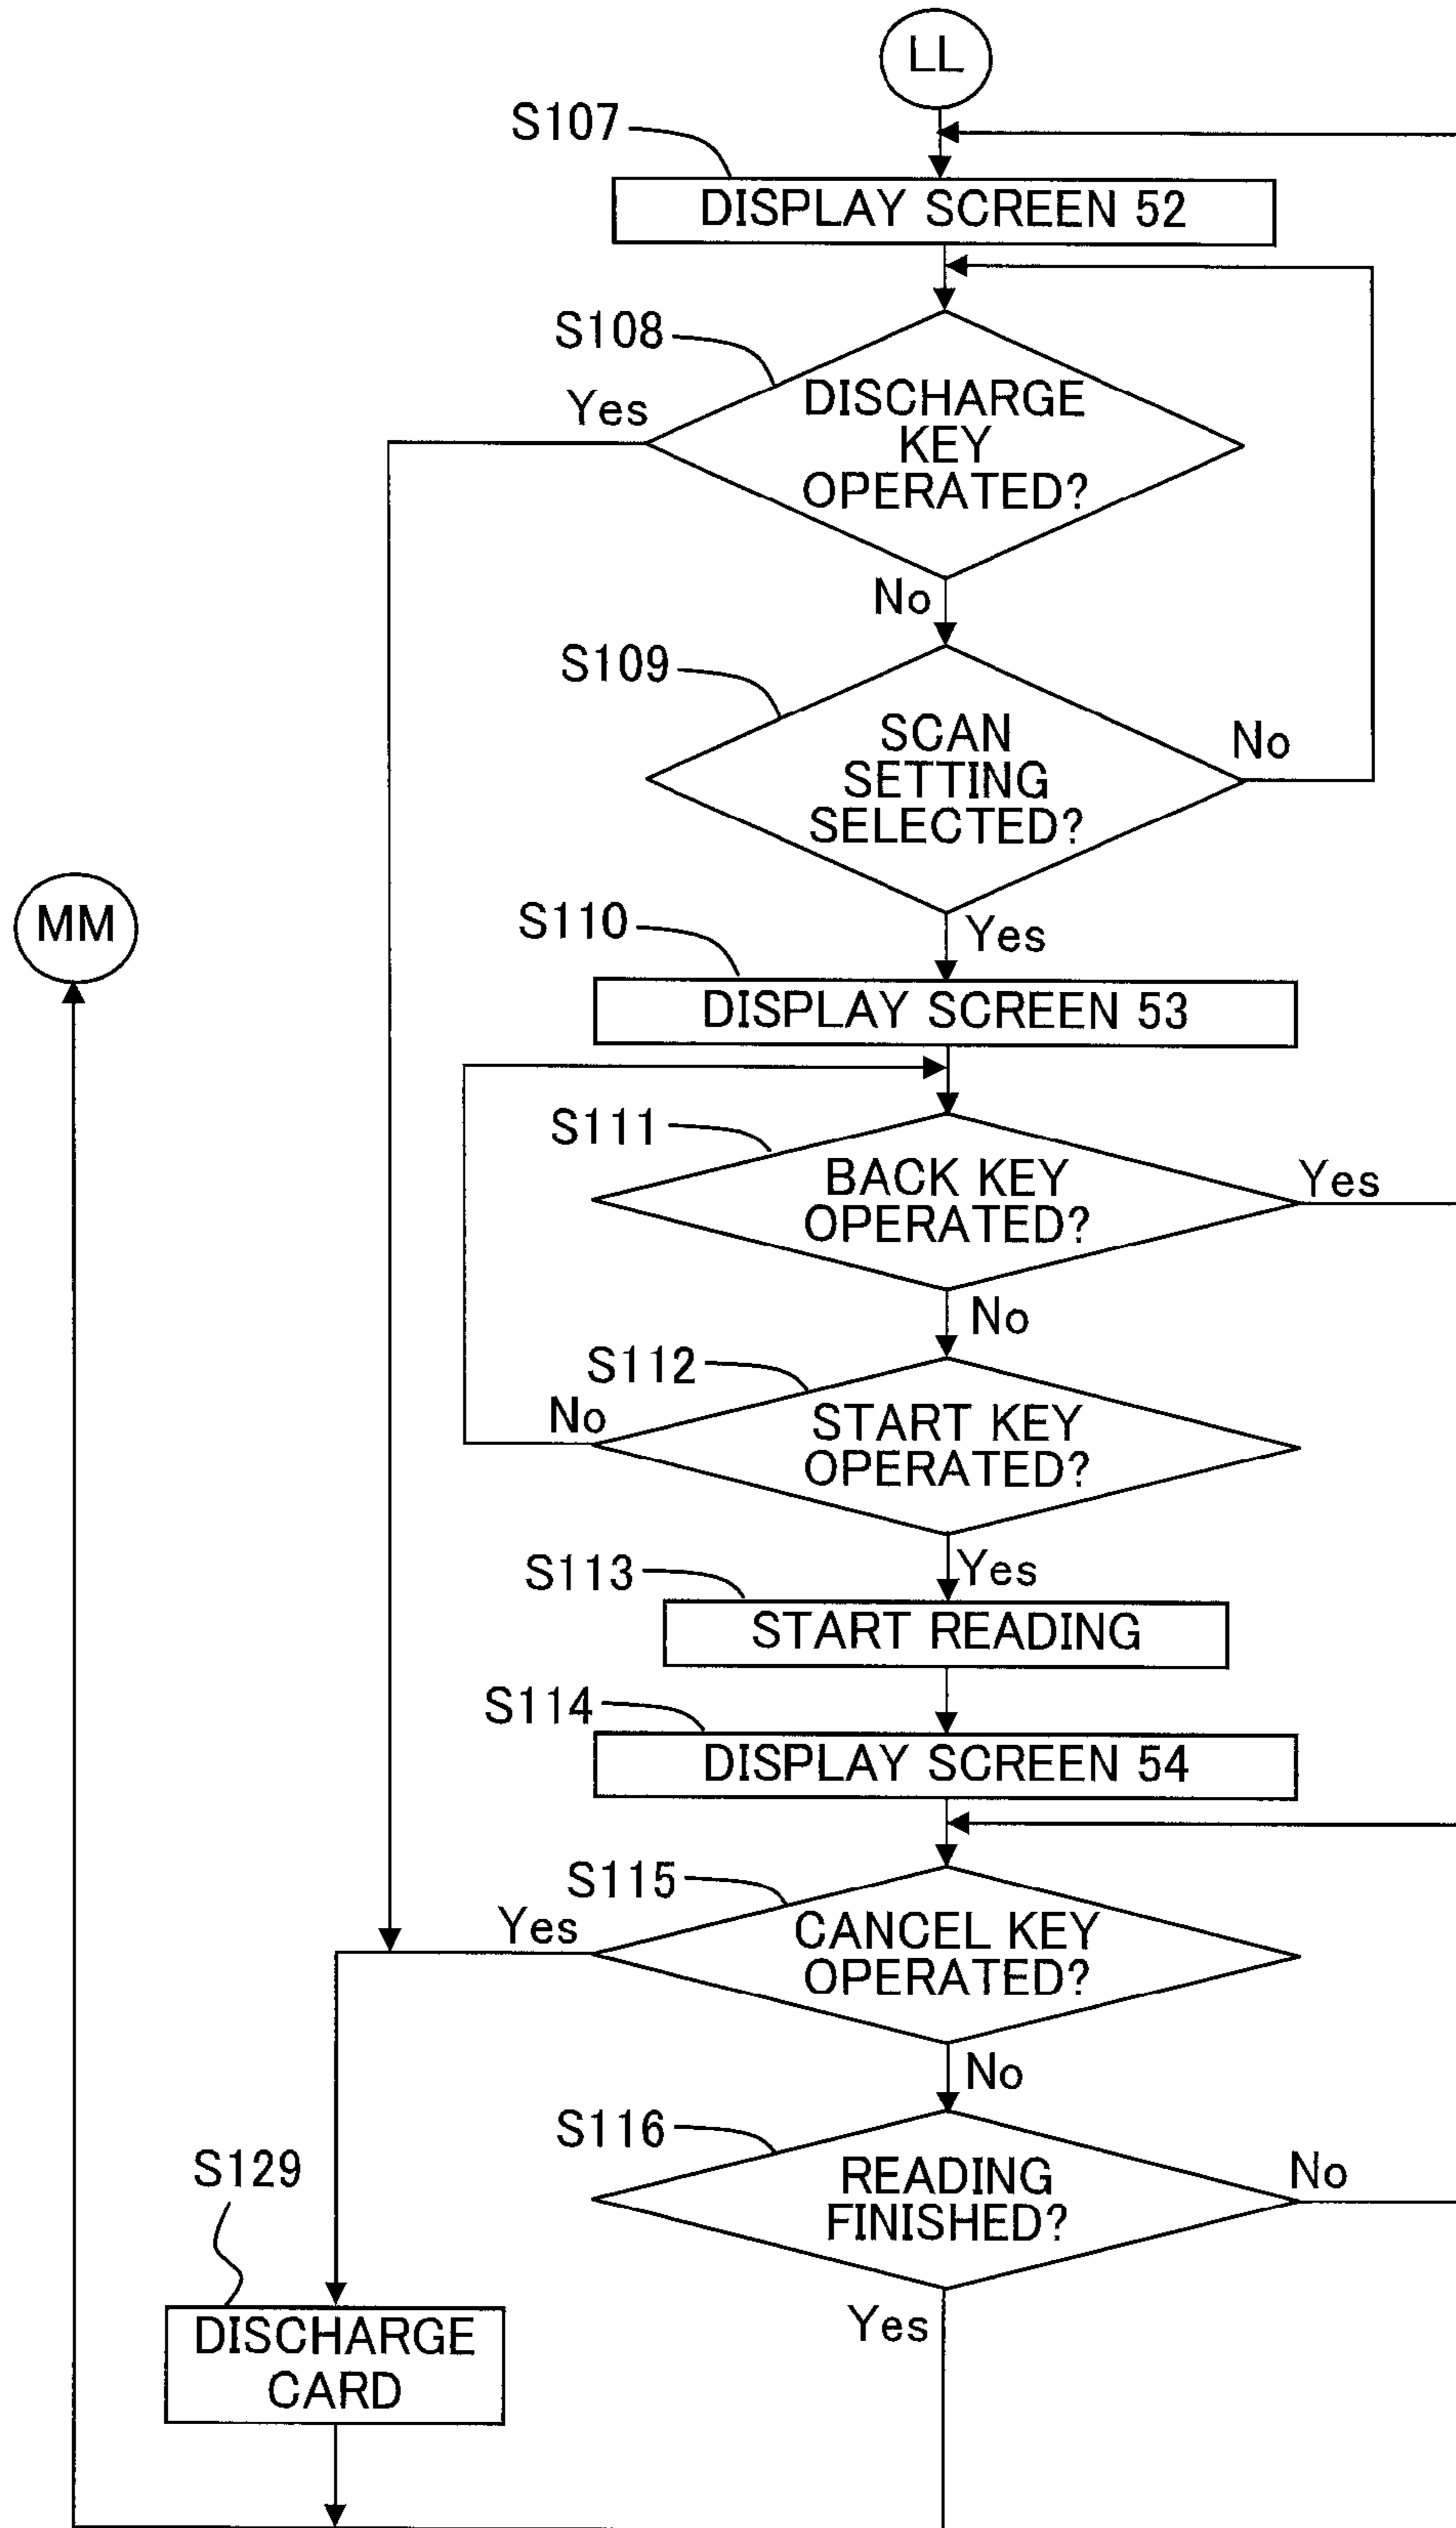 LL
S107
DISPLAY SCREEN 52
S108
Yes
DISCHARGE
KEY
OPERATED?
No
S109
SCAN
SETTING
SELECTED?
No
MM
S110
Yes
DISPLAY SCREEN 53
S111
BACK KEY
OPERATED?
Yes
No
S112
No
START KEY
OPERATED?
S113
Yes
START READING
S114
DISPLAY SCREEN 54
S115
Yes
CANCEL KEY
OPERATED?
No
S116
S129
READING
FINISHED?
No
Yes
DISCHARGE
CARD